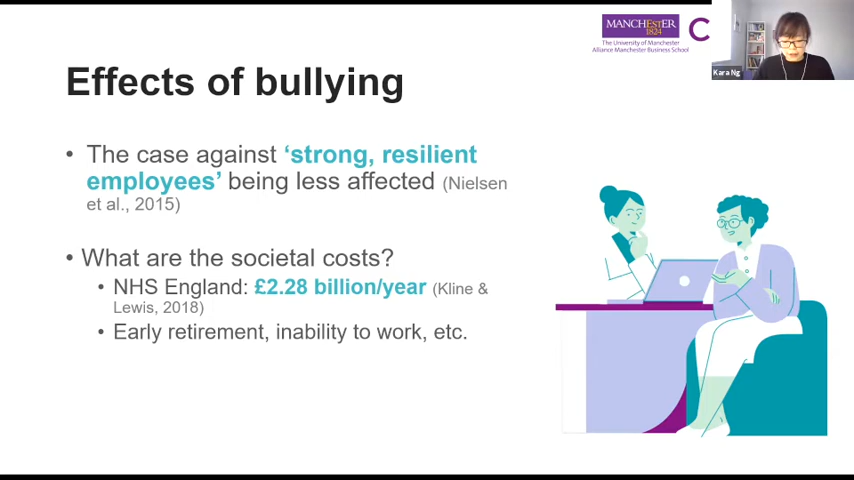 MANCHESTER
1824
The University of Manchester
Alliance Manchester Business School
C
Kara Ng
Effects of bullying
• The case against ‘strong, resilient
employees’ being less affected (Nielsen
et al., 2015)
• What are the societal costs?
• NHS England: £2.28 billion/year (Kline &
Lewis, 2018)
• Early retirement, inability to work, etc.